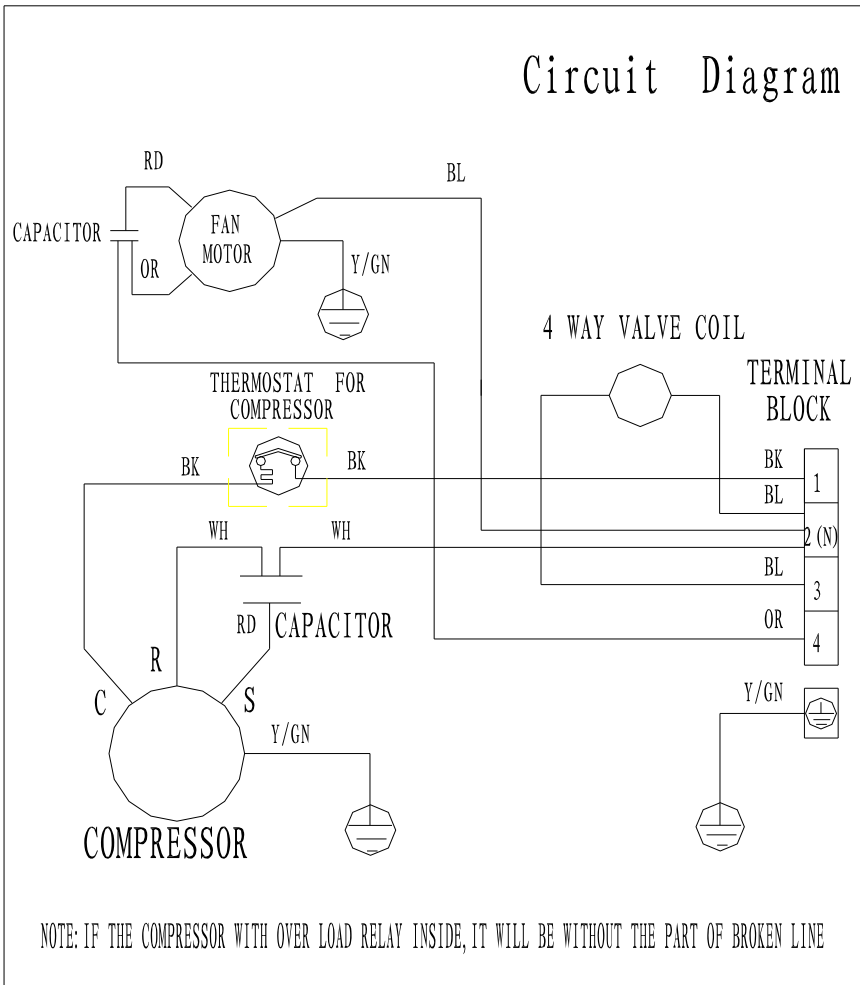 Circuit Diagram
RD
BL
CAPACITOR
FAN
MOTOR
OR
Y/GN
4 WAY VALVE COIL
TERMINAL
BLOCK
THERMOSTAT FOR
COMPRESSOR
BK
BK
BK
1
BL
WH
WH
2(N)
BL
3
RD
CAPACITOR
OR
4
R
C
S
Y/GN
Y/GN
COMPRESSOR
NOTE: IF THE COMPRESSOR WITH OVER LOAD RELAY INSIDE, IT WILL BE WITHOUT THE PART OF BROKEN LINE